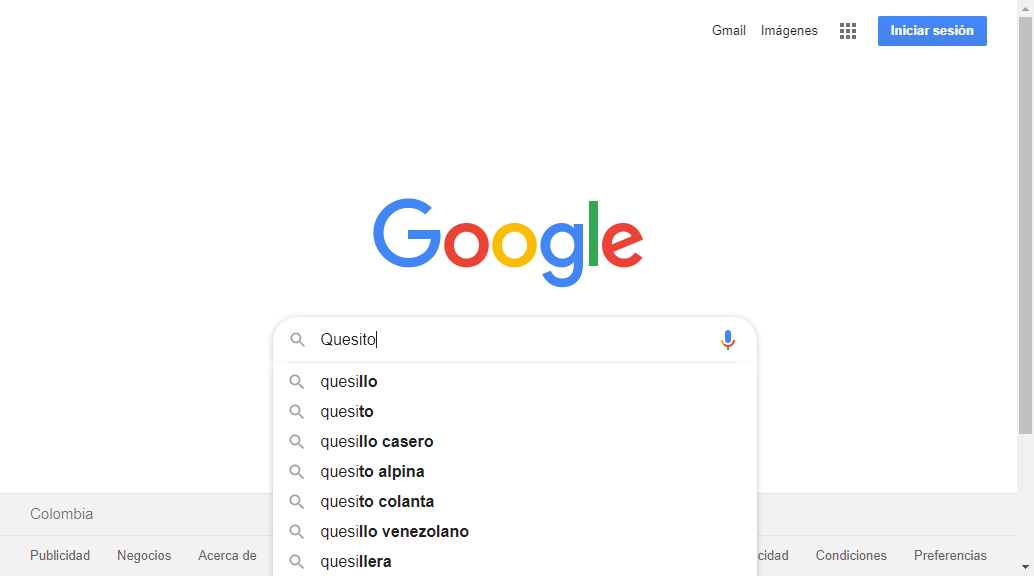 Gmail Imágenes Iniciar sesión
Google
Quesito
quesillo
quesito
quesillo casero
quesito alpina
quesito colanta
quesillo venezolano
quesillera
Colombia
Publicidad Negocios Acerca de cidad Condiciones Preferencias